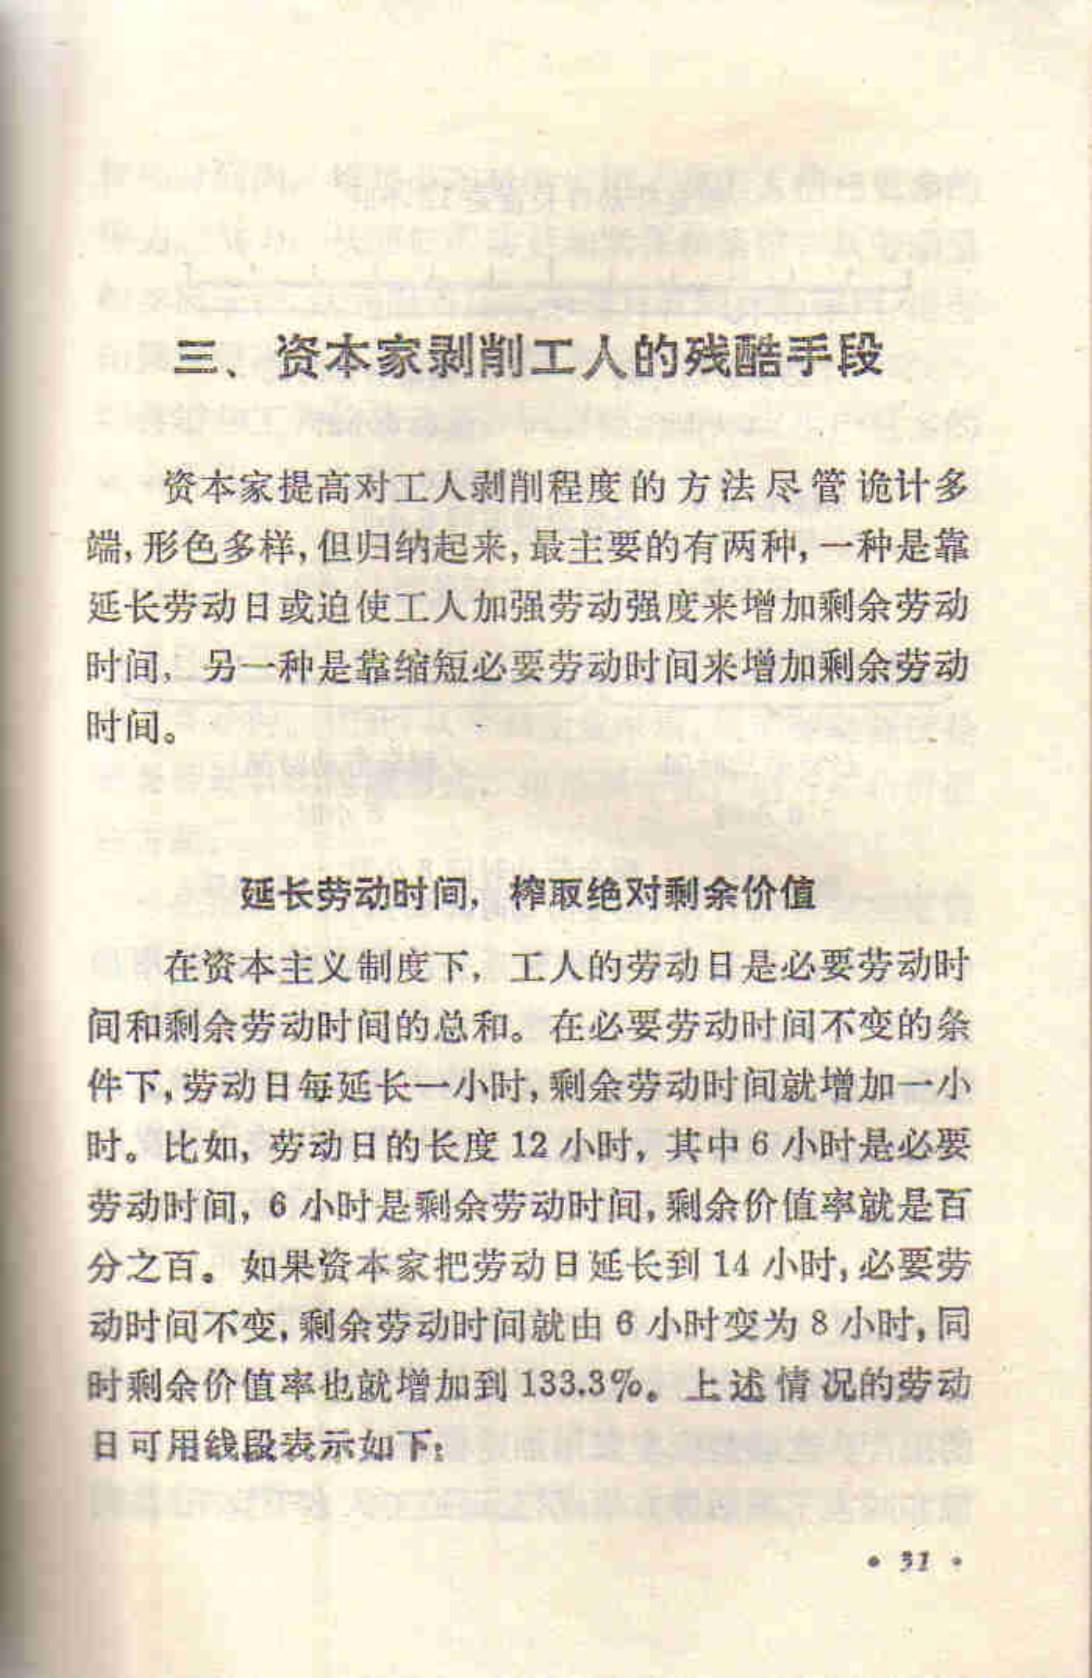 三、资本家剥削工人的残酷手段
资本家提高对工人剥削程度的方法尽管诡计多
端，形色多样，但归纳起来，最主要的有两种，一种是靠
延长劳动日或迫使工人加强劳动强度来增加剩余劳动
时间，另一种是靠缩短必要劳动时间来增加剩余劳动
时间。
延长劳动时间，榨取绝对剩余价值
在资本主义制度下，工人的劳动日是必要劳动时
间和剩余劳动时间的总和。在必要劳动时间不变的条
件下，劳动日每延长一小时，剩余劳动时间就增加一小
时。比如，劳动日的长度12小时，其中6小时是必要
劳动时间，6小时是剩余劳动时间，剩余价值率就是百
分之百。如果资本家把劳动日延长到14小时，必要劳
动时间不变，剩余劳动时间就由6小时变为8小时，同
时剩余价值率也就增加到133.3%。上述情况的劳动
日可用线段表示如下：
• 31 •